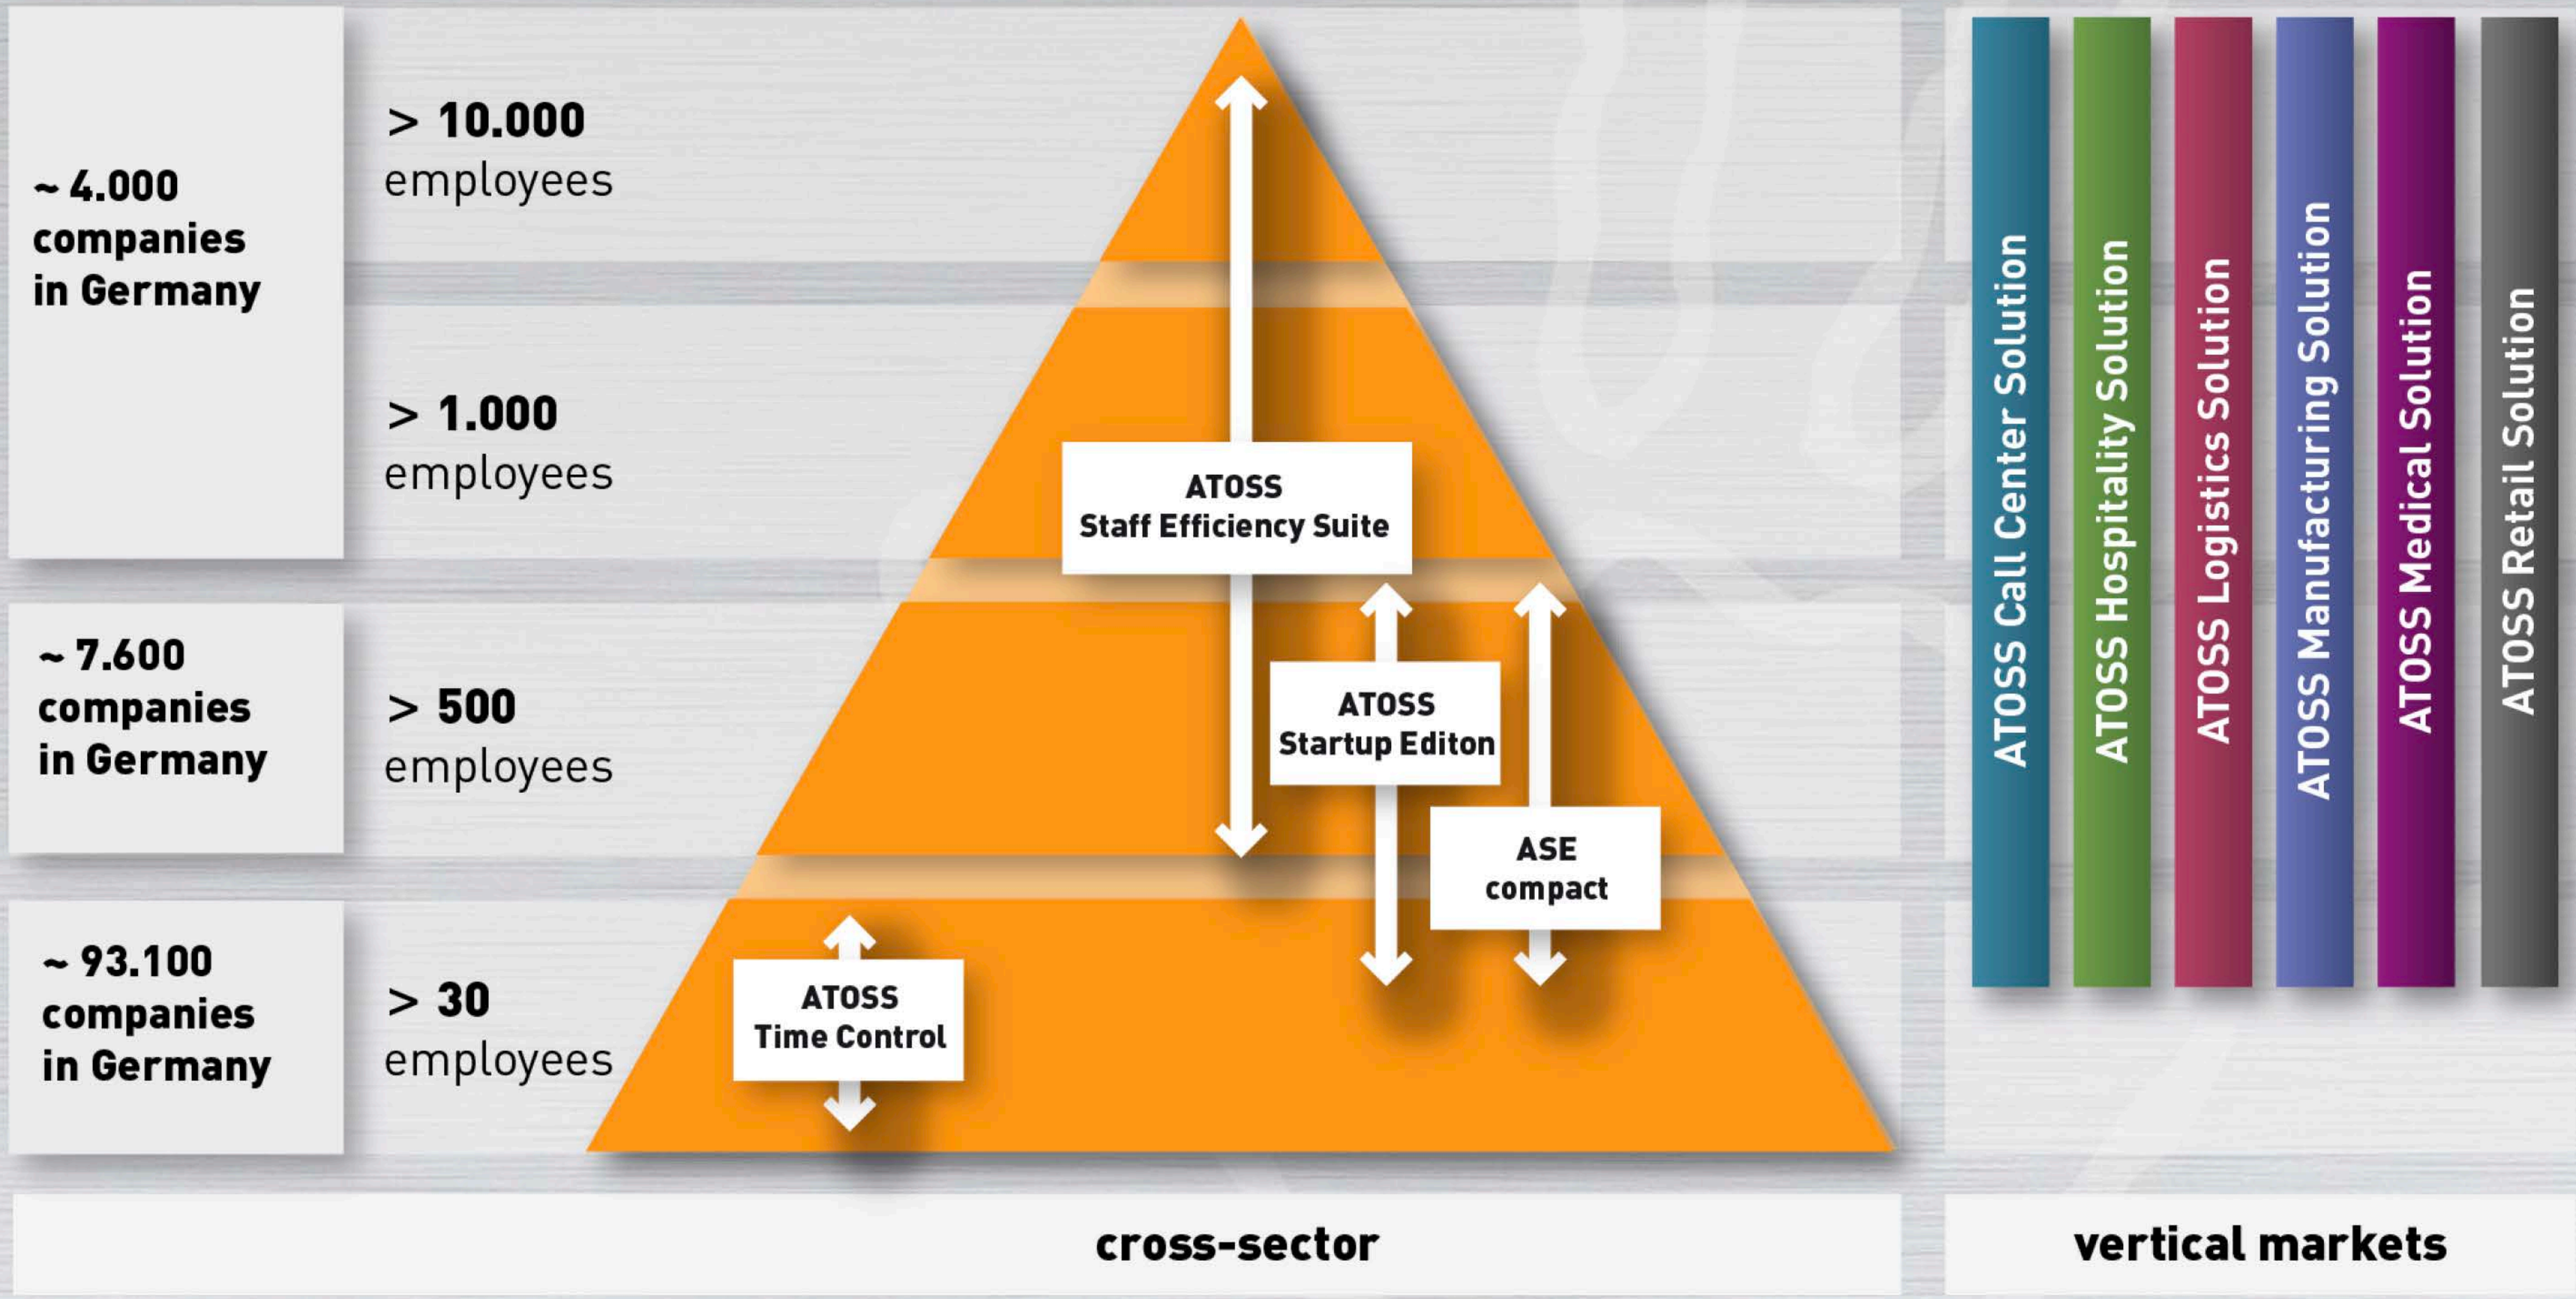 ~ 4.000
companies
in Germany
> 10.000
employees
> 1.000
employees
~ 7.600
companies
in Germany
> 500
employees
~ 93.100
companies
in Germany
> 30
employees
ATOSS
Staff Efficiency Suite
ATOSS
Startup Editon
ASE
compact
ATOSS
Time Control
cross-sector
ATOSS Call Center Solution
ATOSS Hospitality Solution
ATOSS Logistics Solution
ATOSS Manufacturing Solution
ATOSS Medical Solution
ATOSS Retail Solution
vertical markets